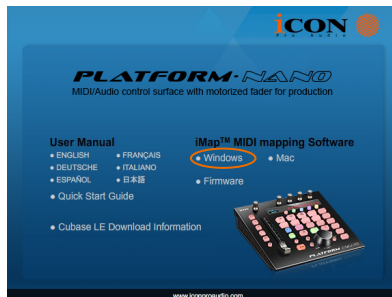 iCON
Pro Audio
PLATFORM·NANO
MIDI/Audio control surface with motorized fader for production
User Manual
• ENGLISH • FRANÇAIS
• DEUTSCHE • ITALIANO
• ESPAÑOL • 日本語
• Quick Start Guide
• Cubase LE Download Information
iMap™ MIDI mapping Software
• Windows • Mac
• Firmware
PLATFORM NANO
www.iconproaudio.com